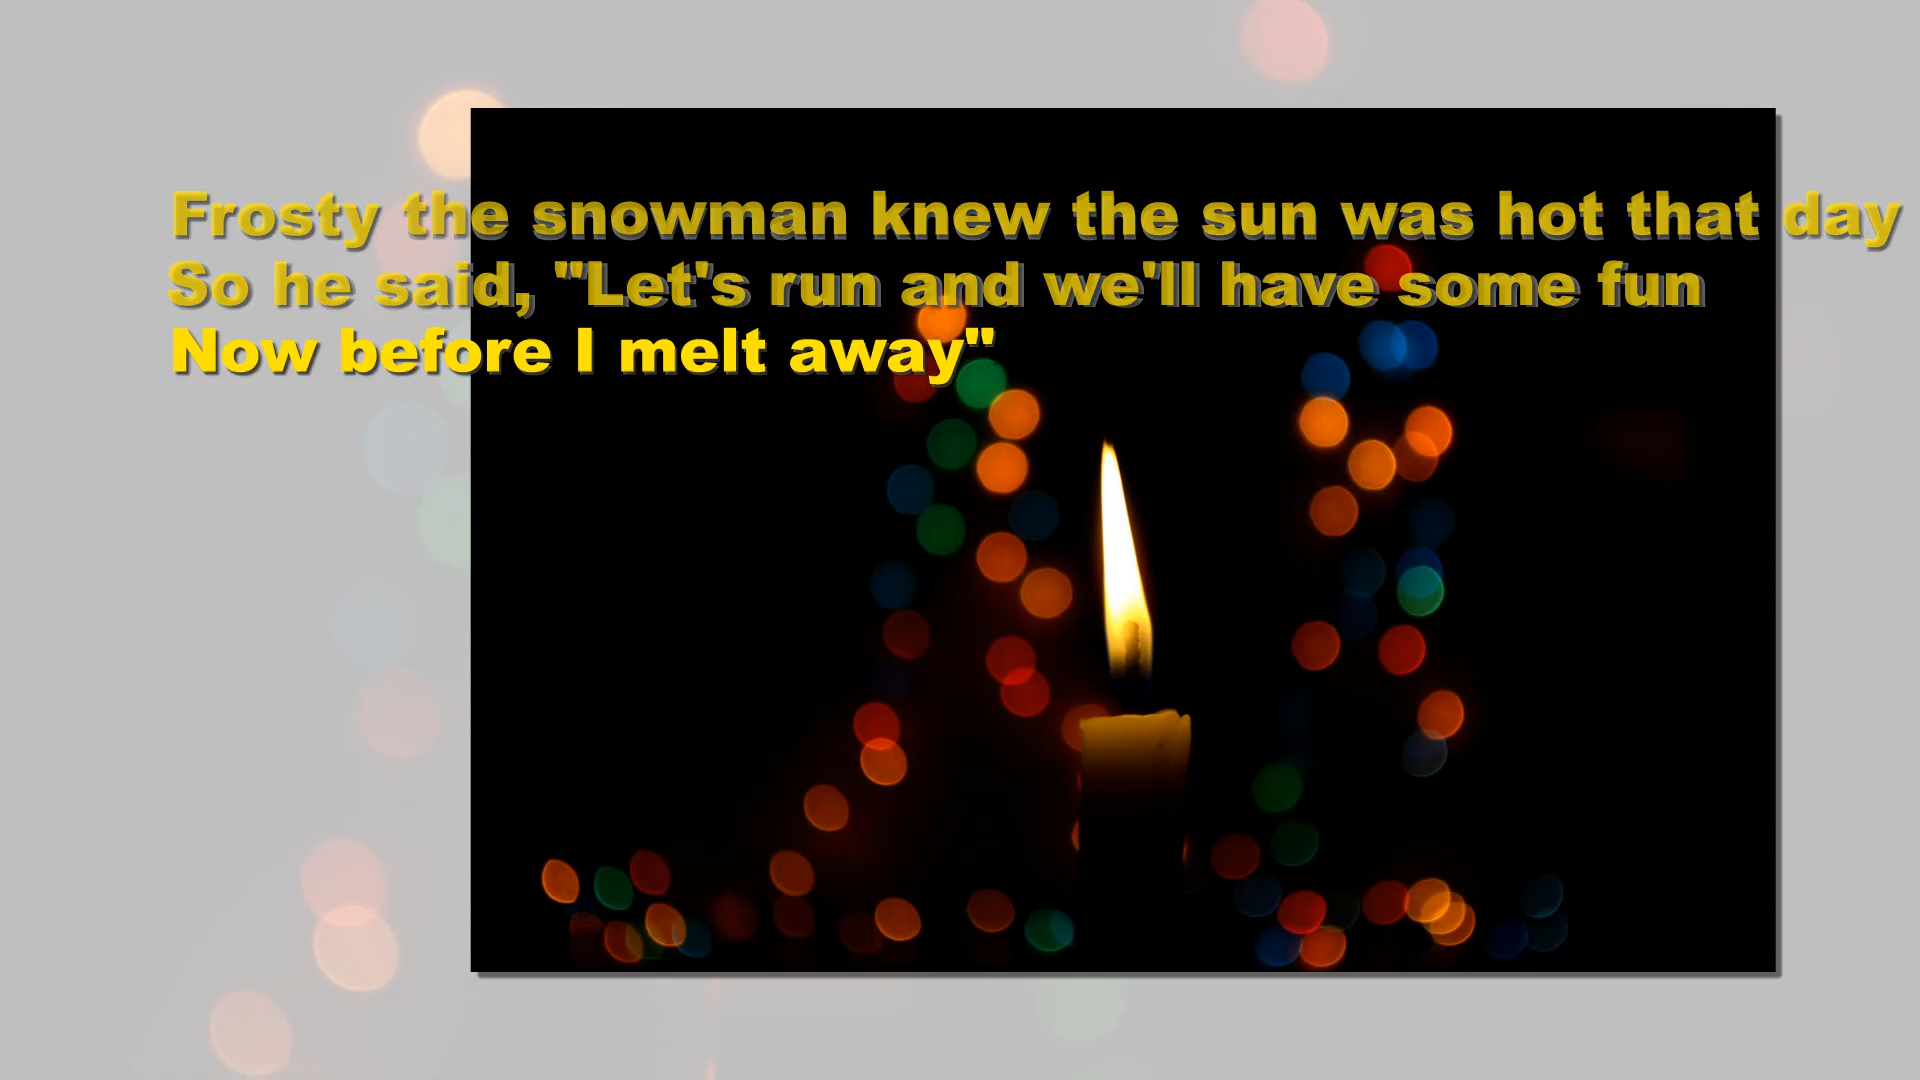 Frosty the snowman knew the sun was hot that day
So he said, "Let's run and we'll have some fun
Now before I melt away"